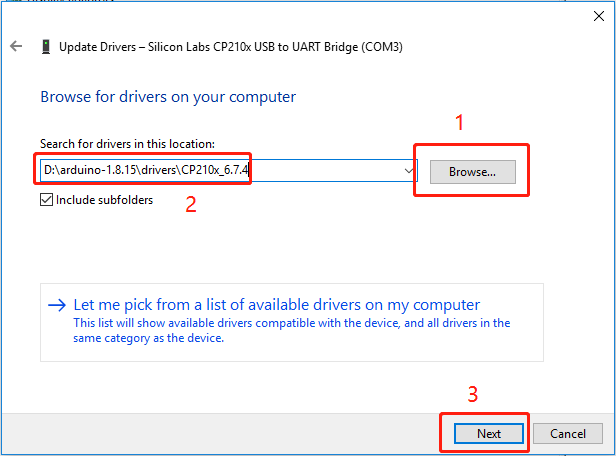 Update Drivers – Silicon Labs CP210x USB to UART Bridge (COM3)
Browse for drivers on your computer
1
Search for drivers in this location:
D:\arduino-1.8.15\drivers\CP210x_6.7.4
Browse...
2
Include subfolders
Let me pick from a list of available drivers on my computer
This list will show available drivers compatible with the device, and all drivers in the
same category as the device.
3
Next
Cancel